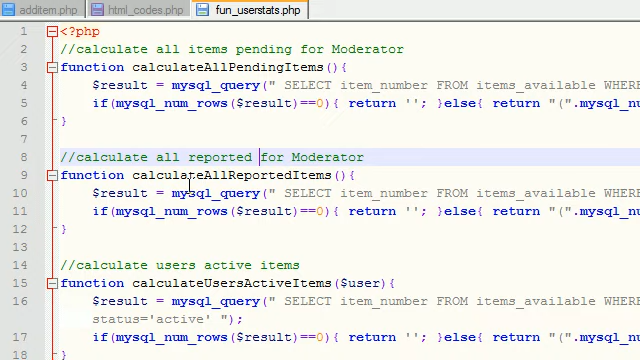 additem.php html_codes.php fun_userstats.php
1 <?php
2 //calculate all items pending for Moderator
3 function calculateAllPendingItems(){
4 $result = mysql_query(" SELECT item_number FROM items_available WHERE
5 if(mysql_num_rows($result)==0){ return ''; }else{ return "(".mysql_nu
6 }
7
8 //calculate all reported for Moderator
9 function calculateAllReportedItems(){
10 $result = mysql_query(" SELECT item_number FROM items_available WHERE
11 if(mysql_num_rows($result)==0){ return ''; }else{ return "(".mysql_nu
12 }
13
14 //calculate users active items
15 function calculateUsersActiveItems($user){
16 $result = mysql_query(" SELECT item_number FROM items_available WHERE
status='active' ");
17 if(mysql_num_rows($result)==0){ return ''; }else{ return "(".mysql_nu
18 }